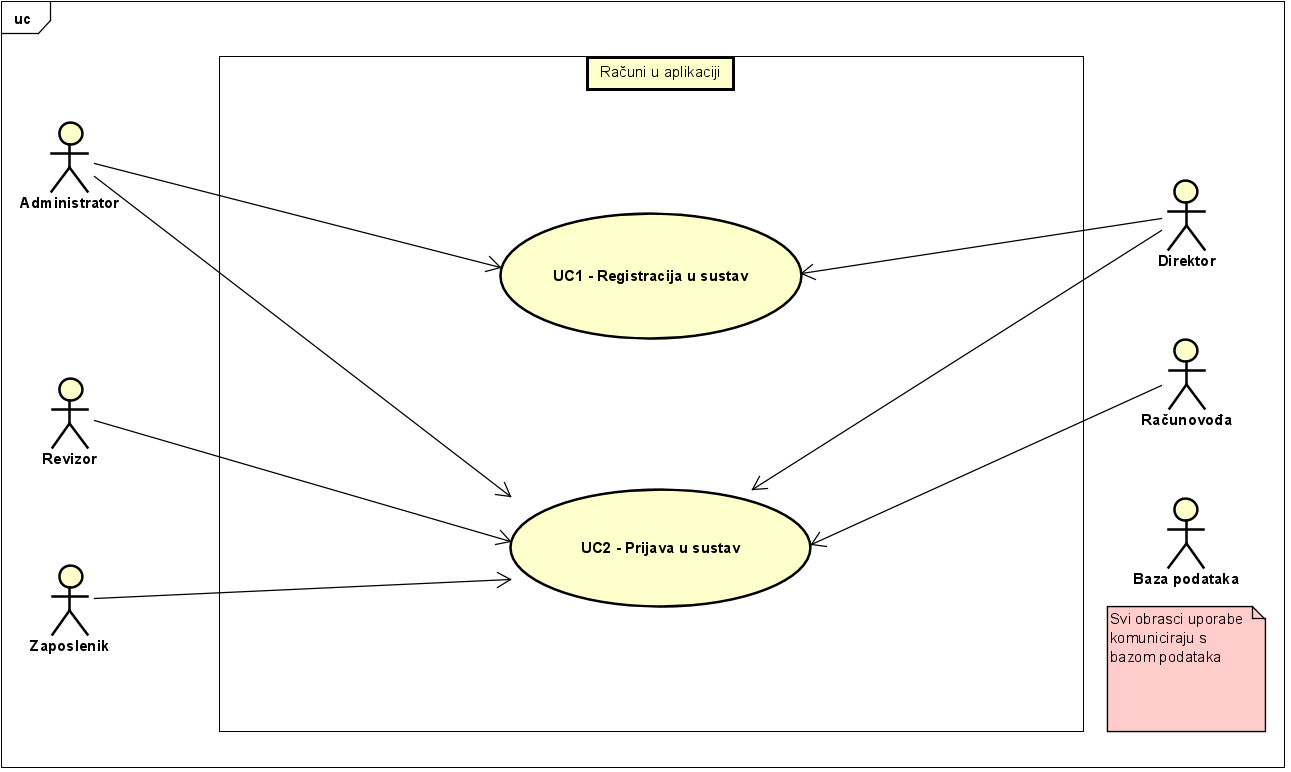 uc
Računi u aplikaciji
Administrator
Direktor
UC1 - Registracija u sustav
Računovođa
Revizor
UC2 - Prijava u sustav
Baza podataka
Zaposlenik
Svi obrasci uporabe
komuniciraju s
bazom podataka